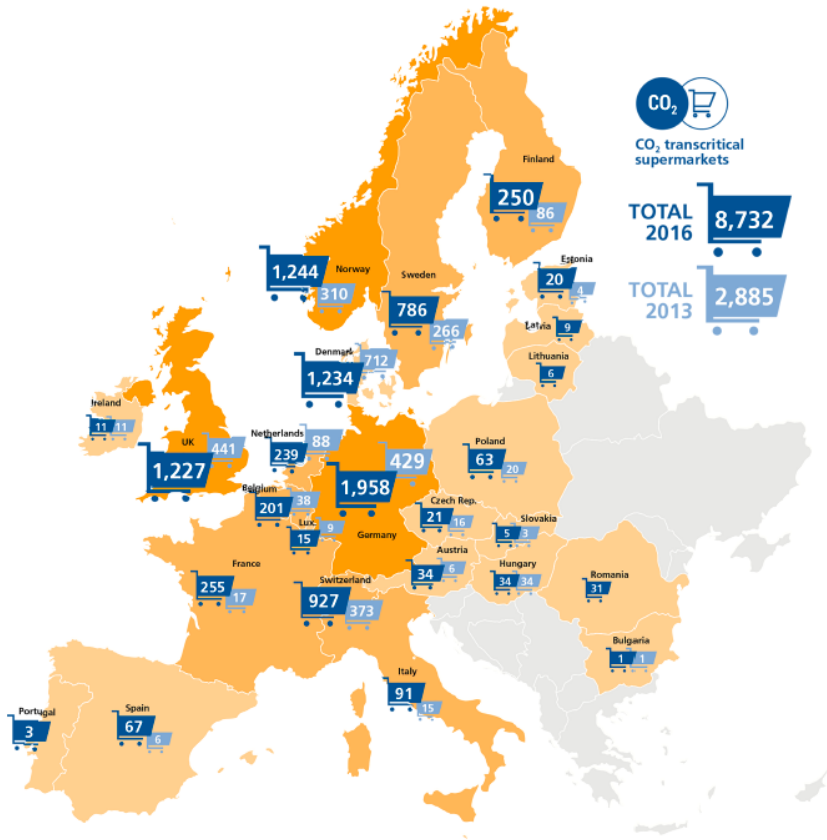 CO₂
CO₂ transcritical
supermarkets
TOTAL
2016
8,732
TOTAL
2013
2,885
Finland
250
86
1,244
Norway
310
Sweden
786
266
Estonia
20
4
Latvia
9
Lithuania
6
Denmark
712
1,234
Ireland
11
11
UK
441
1,227
Netherlands
88
239
Belgium
38
201
Lux.
9
15
429
1,958
Germany
Poland
63
20
Czech Rep.
21
16
Slovakia
5
3
Austria
6
34
Hungary
34
34
Romania
31
Bulgaria
1
1
France
255
17
Switzerland
927
373
Italy
91
15
Portugal
3
Spain
67
6